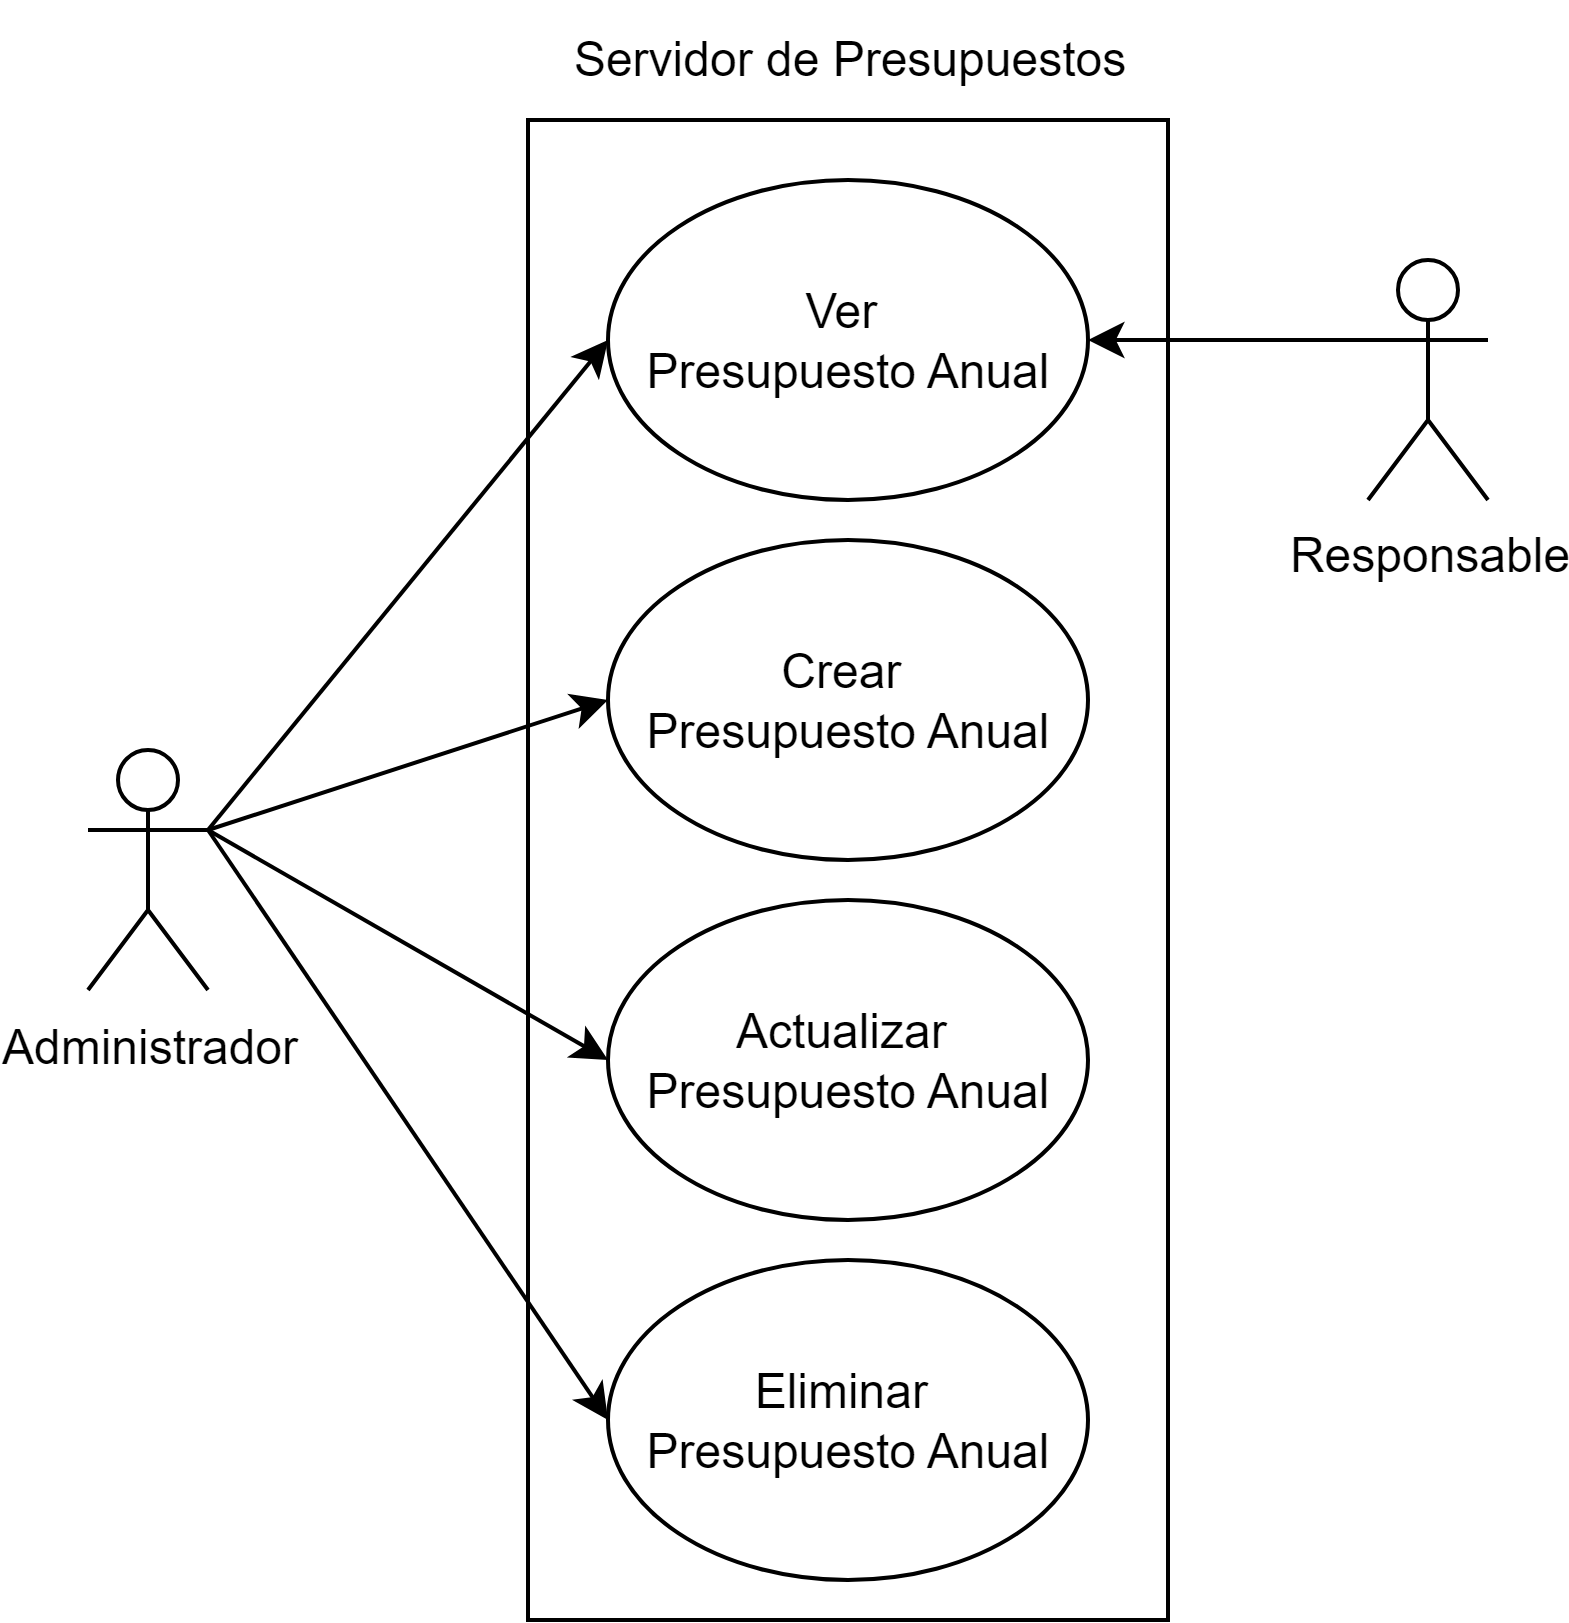 Servidor de Presupuestos
Ver
Presupuesto Anual
Responsable
Crear
Presupuesto Anual
Administrador
Actualizar
Presupuesto Anual
Eliminar
Presupuesto Anual